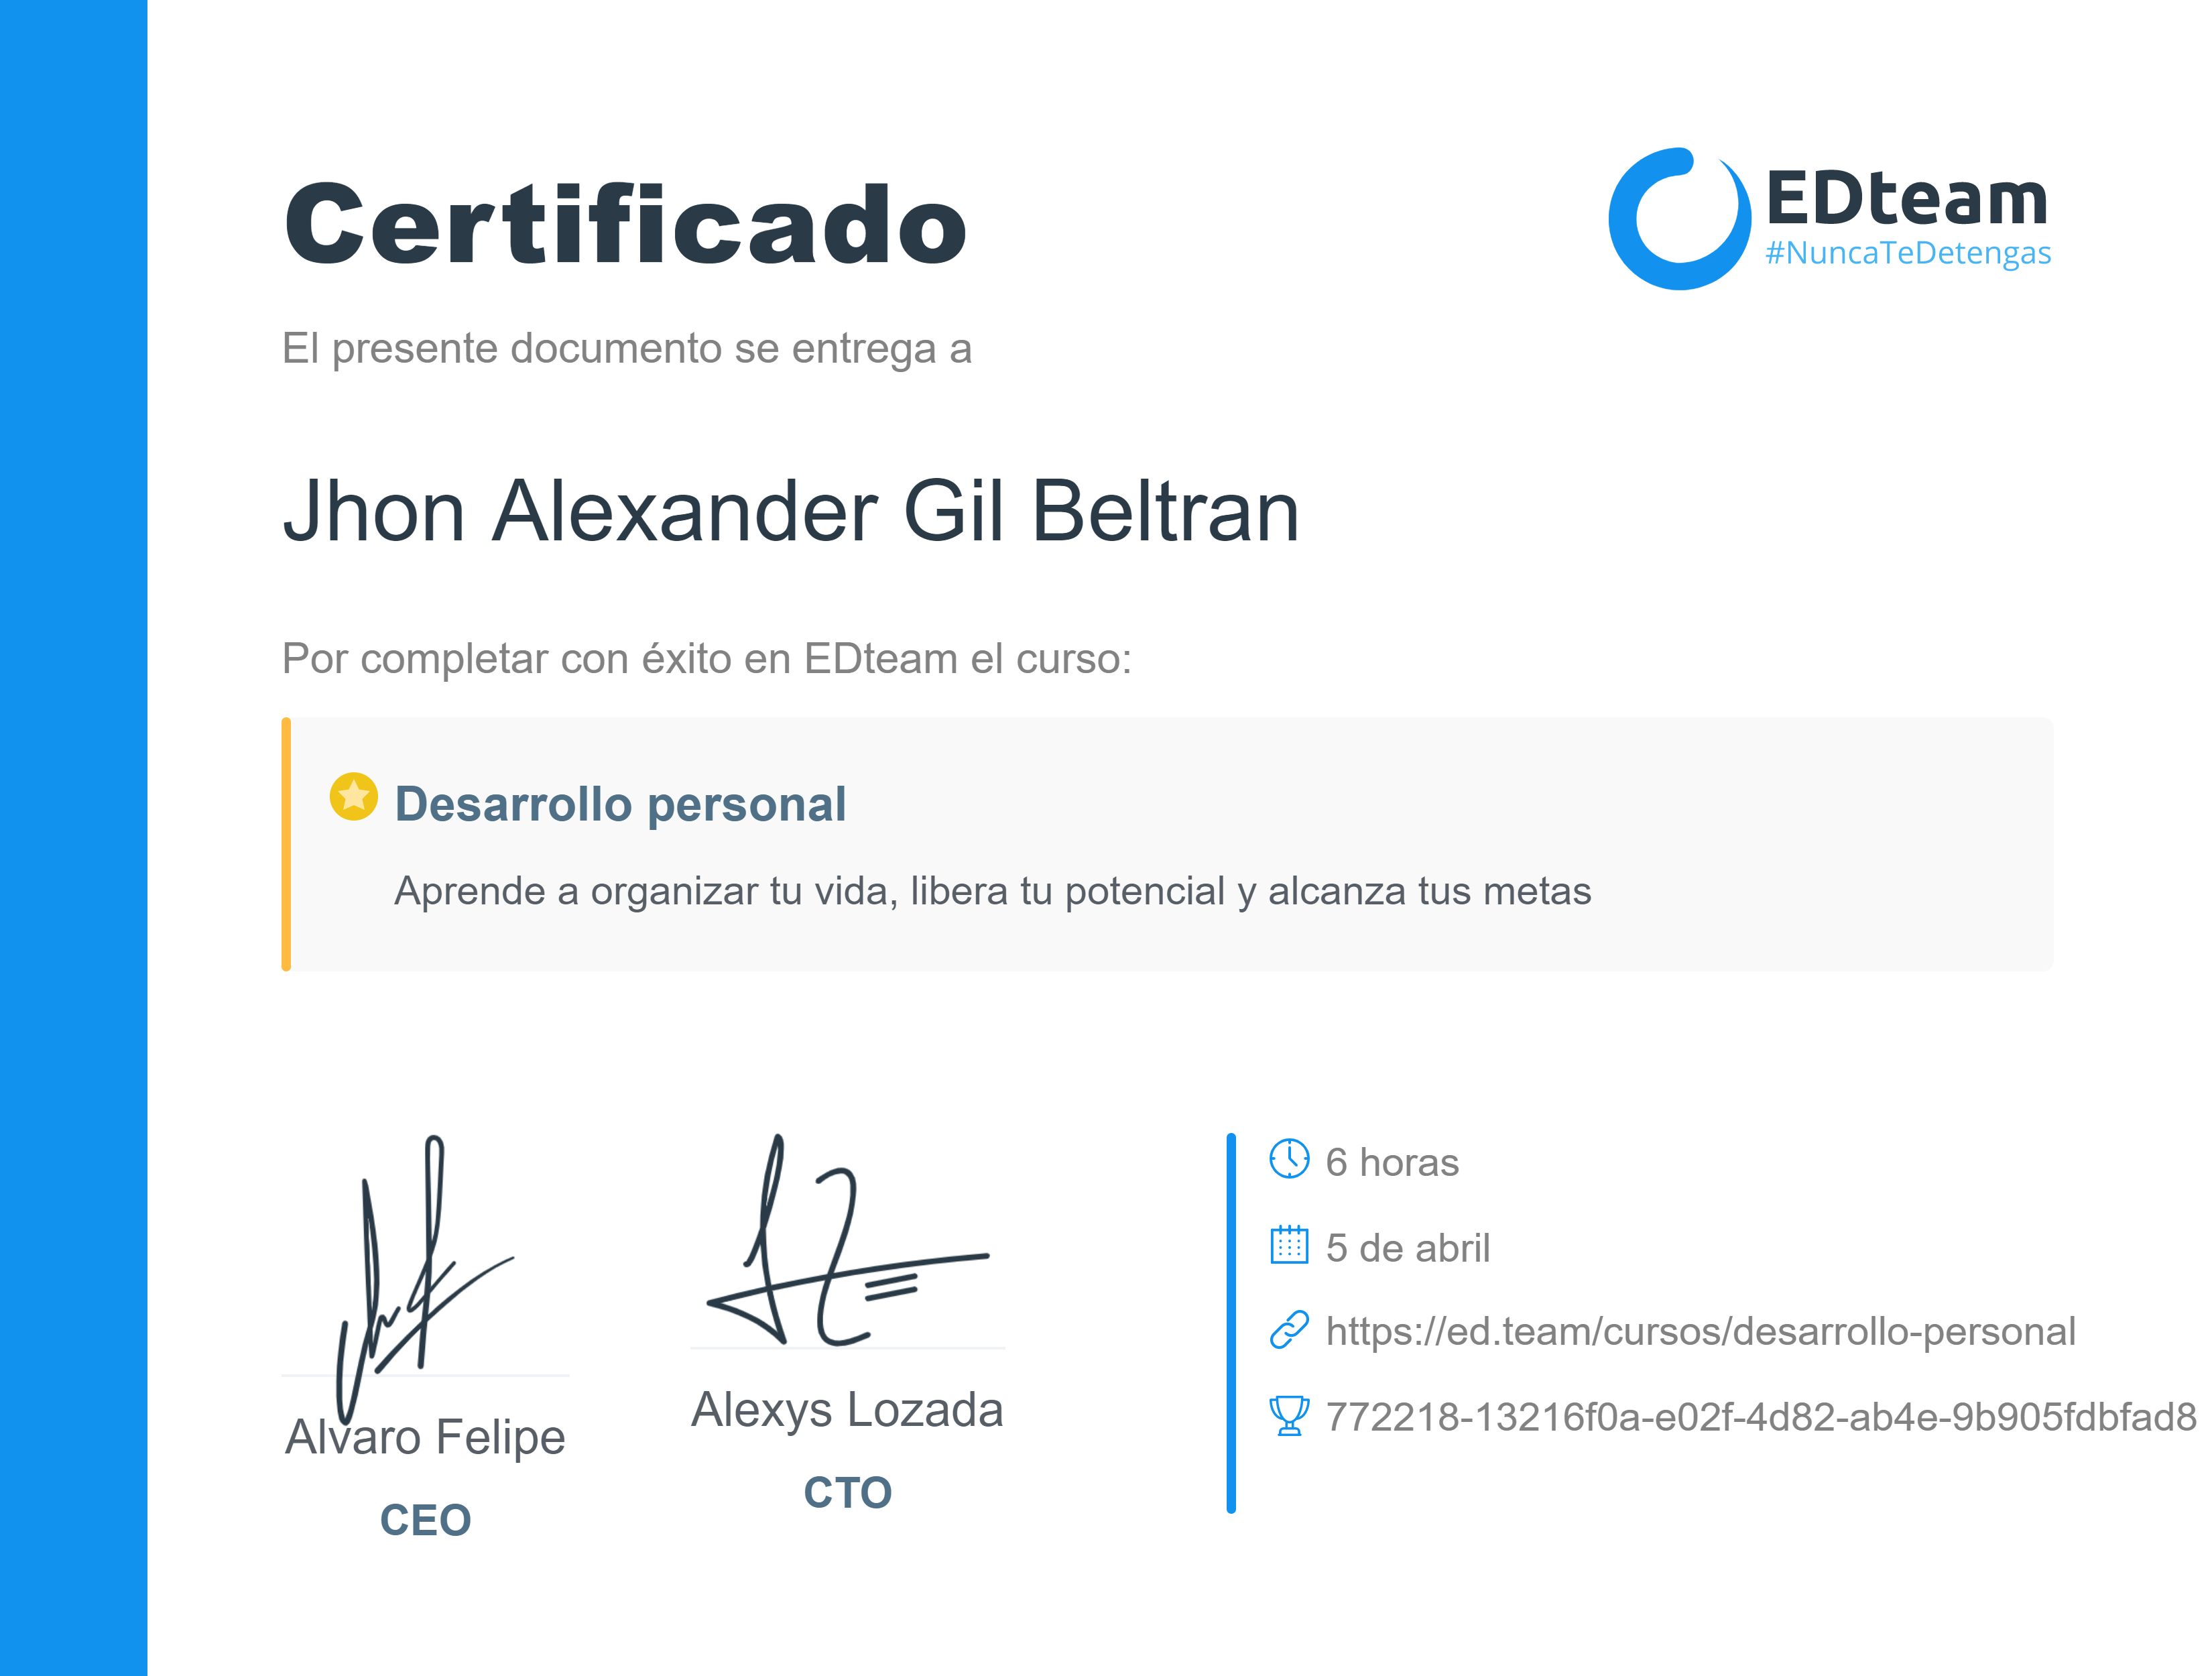 Certificado
EDteam
#NuncaTeDetengas
El presente documento se entrega a
Jhon Alexander Gil Beltran
Por completar con éxito en EDteam el curso:
Desarrollo personal
Aprende a organizar tu vida, libera tu potencial y alcanza tus metas
Alvaro Felipe
CEO
Alexys Lozada
CTO
6 horas
5 de abril
https://ed.team/cursos/desarrollo-personal
772218-13216f0a-e02f-4d82-ab4e-9b905fdbfad8